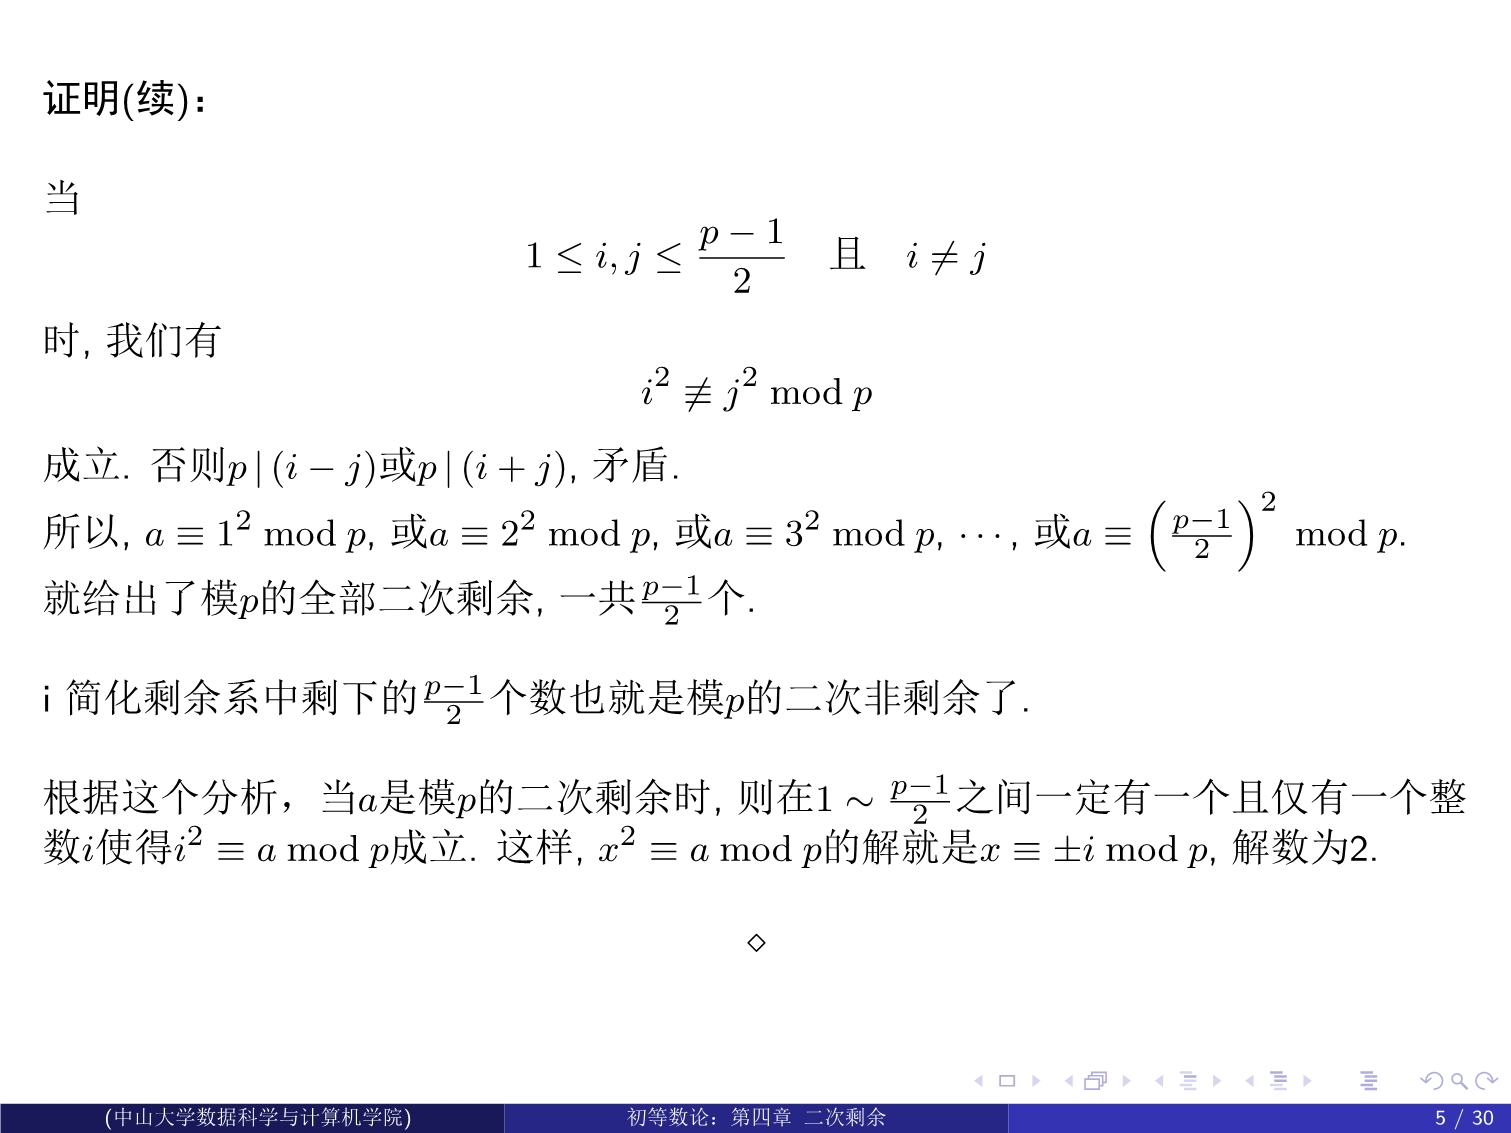 证明(续)：
当
1 ≤ i, j ≤ \frac{p − 1}{2} 且 i ≠ j
时, 我们有
i² ≢ j² mod p
成立. 否则p | (i − j)或p | (i + j), 矛盾.
所以, a ≡ 1² mod p, 或a ≡ 2² mod p, 或a ≡ 3² mod p, ⋯, 或a ≡ (\frac{p−1}{2})² mod p.
就给出了模p的全部二次剩余, 一共\frac{p−1}{2}个.
i 简化剩余系中剩下的\frac{p−1}{2}个数也就是模p的二次非剩余了.
根据这个分析，当a是模p的二次剩余时, 则在1 ∼ \frac{p−1}{2}之间一定有一个且仅有一个整
数i使得i² ≡ a mod p成立. 这样, x² ≡ a mod p的解就是x ≡ ±i mod p, 解数为2.
⋄
(中山大学数据科学与计算机学院) 初等数论：第四章 二次剩余 5 / 30